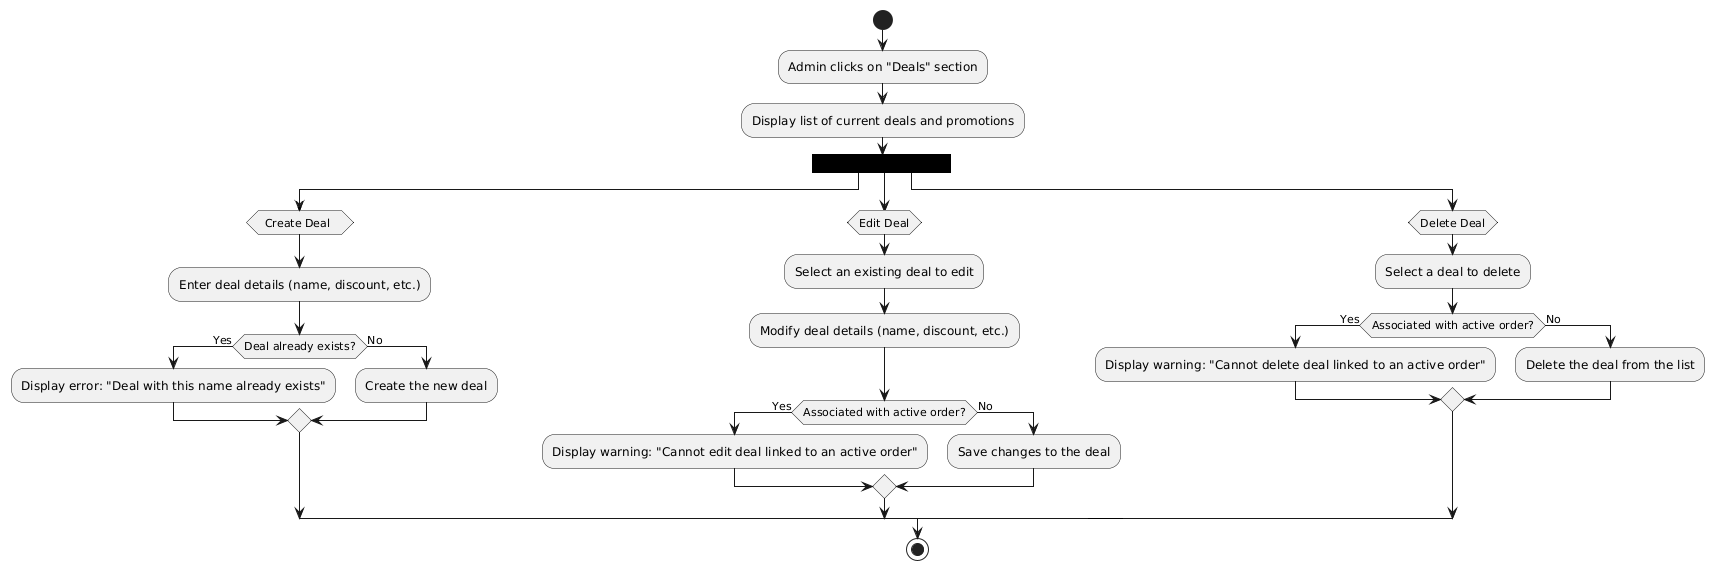 Admin clicks on "Deals" section
Display list of current deals and promotions
Create Deal
Enter deal details (name, discount, etc.)
Yes
Deal already exists?
No
Display error: "Deal with this name already exists"
Create the new deal
Edit Deal
Select an existing deal to edit
Modify deal details (name, discount, etc.)
Yes
Associated with active order?
No
Display warning: "Cannot edit deal linked to an active order"
Save changes to the deal
Delete Deal
Select a deal to delete
Yes
Associated with active order?
No
Display warning: "Cannot delete deal linked to an active order"
Delete the deal from the list